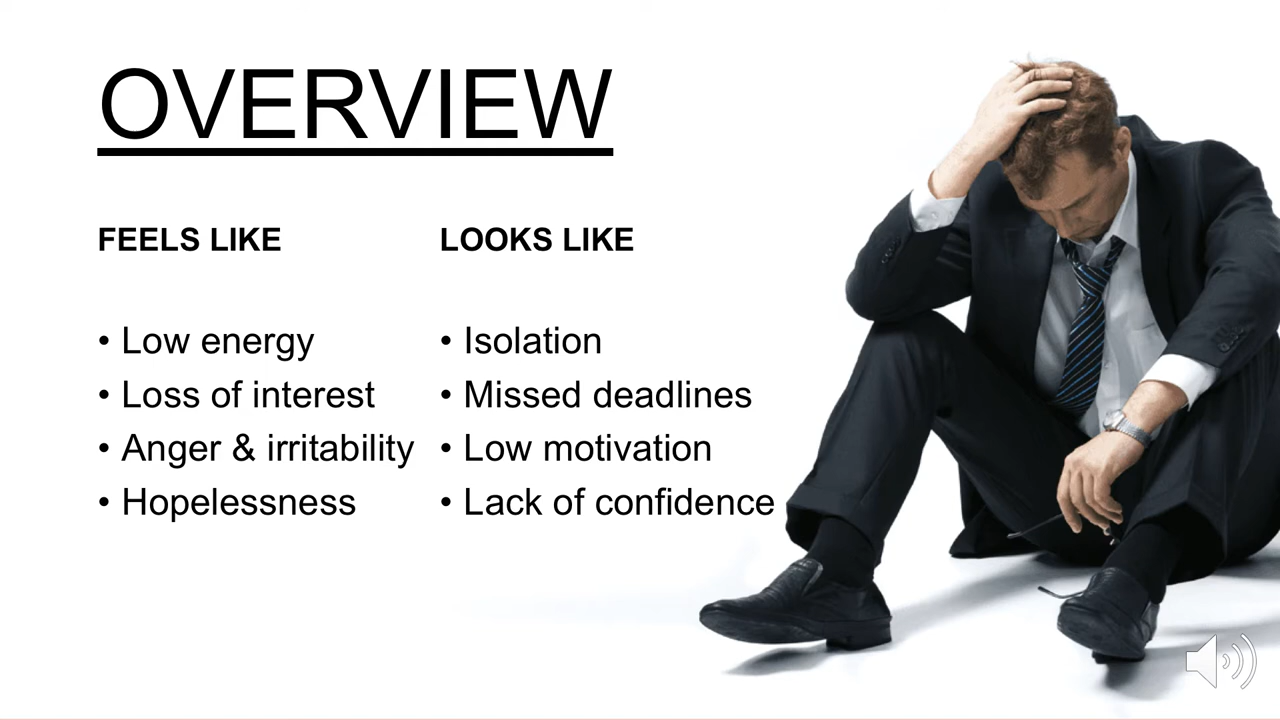 OVERVIEW
FEELS LIKE
• Low energy
• Loss of interest
• Anger & irritability
• Hopelessness
LOOKS LIKE
• Isolation
• Missed deadlines
• Low motivation
• Lack of confidence